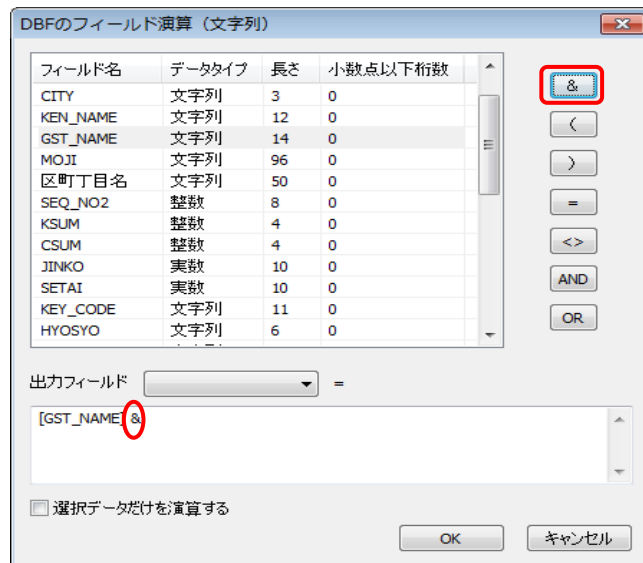 DBFのフィールド演算（文字列）
フィールド名 データタイプ 長さ 小数点以下桁数
CITY 文字列 3 0
KEN_NAME 文字列 12 0
GST_NAME 文字列 14 0
MOJI 文字列 96 0
区町丁目名 文字列 50 0
SEQ_NO2 整数 8 0
KSUM 整数 4 0
CSUM 整数 4 0
JINKO 実数 10 0
SETAI 実数 10 0
KEY_CODE 文字列 11 0
HYOSYO 文字列 6 0
&
(
)
=
<>
AND
OR
出力フィールド =
[GST_NAME] &
選択データだけを演算する
OK キャンセル